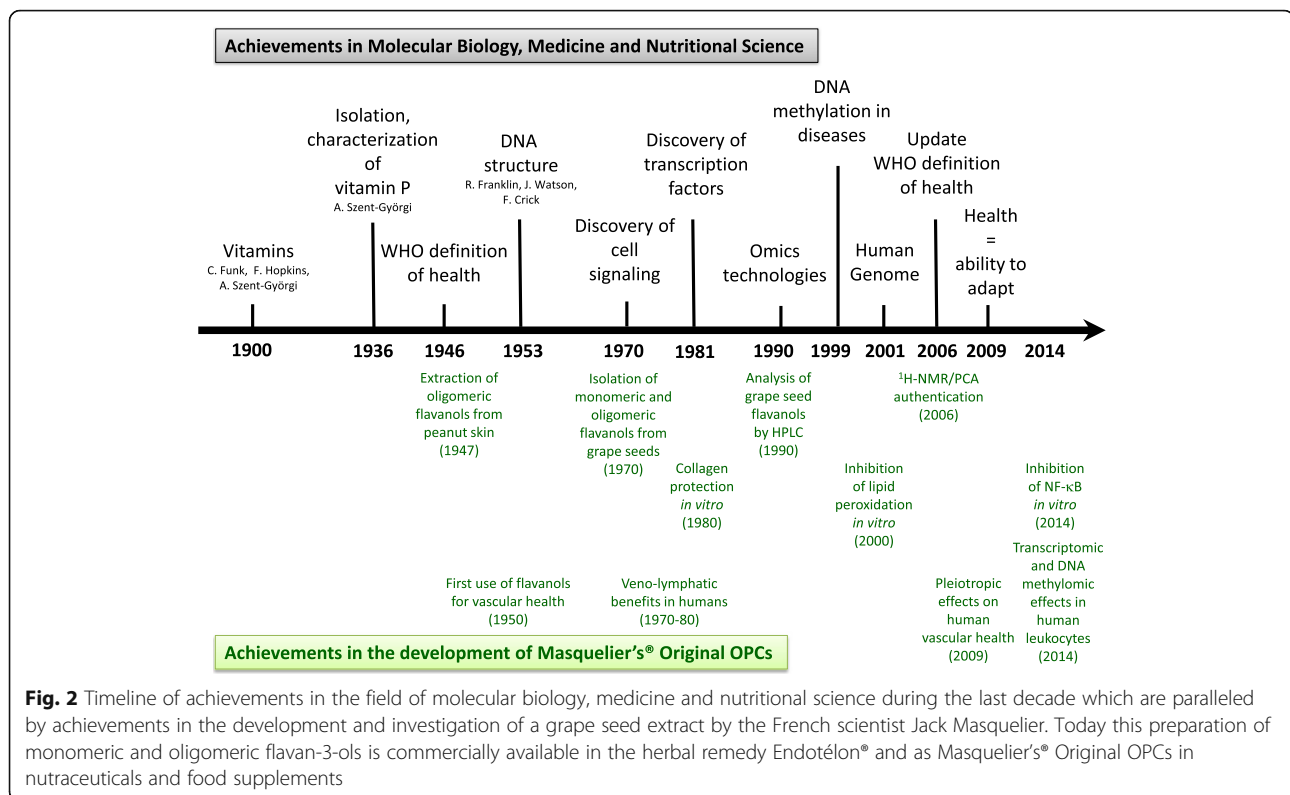 Achievements in Molecular Biology, Medicine and Nutritional Science
Isolation,
characterization
of
vitamin P
A. Szent-Györgi
DNA
structure
R. Franklin, J. Watson,
F. Crick
Discovery of
transcription
factors
DNA
methylation in
diseases
Update
WHO definition
of health
Vitamins
C. Funk, F. Hopkins,
A. Szent-Györgi
WHO definition
of health
Discovery of
cell
signaling
Omics
technologies
Human
Genome
Health
=
ability to
adapt
1900 1936 1946 1953 1970 1981 1990 1999 2001 2006 2009 2014
Extraction of
oligomeric
flavanols from
peanut skin
(1947)
Isolation of
monomeric and
oligomeric
flavanols from
grape seeds
(1970)
Analysis of
grape seed
flavanols
by HPLC
(1990)
¹H-NMR/PCA
authentication
(2006)
Collagen
protection
in vitro
(1980)
Inhibition
of lipid
peroxidation
in vitro
(2000)
Inhibition
of NF-κB
in vitro
(2014)
First use of flavanols
for vascular health
(1950)
Veno-lymphatic
benefits in humans
(1970-80)
Pleiotropic
effects on
human
vascular health
(2009)
Transcriptomic
and DNA
methylomic
effects in
human
leukocytes
(2014)
Achievements in the development of Masquelier's® Original OPCs
Fig. 2 Timeline of achievements in the field of molecular biology, medicine and nutritional science during the last decade which are paralleled
by achievements in the development and investigation of a grape seed extract by the French scientist Jack Masquelier. Today this preparation of
monomeric and oligomeric flavan-3-ols is commercially available in the herbal remedy Endotélon® and as Masquelier's® Original OPCs in
nutraceuticals and food supplements